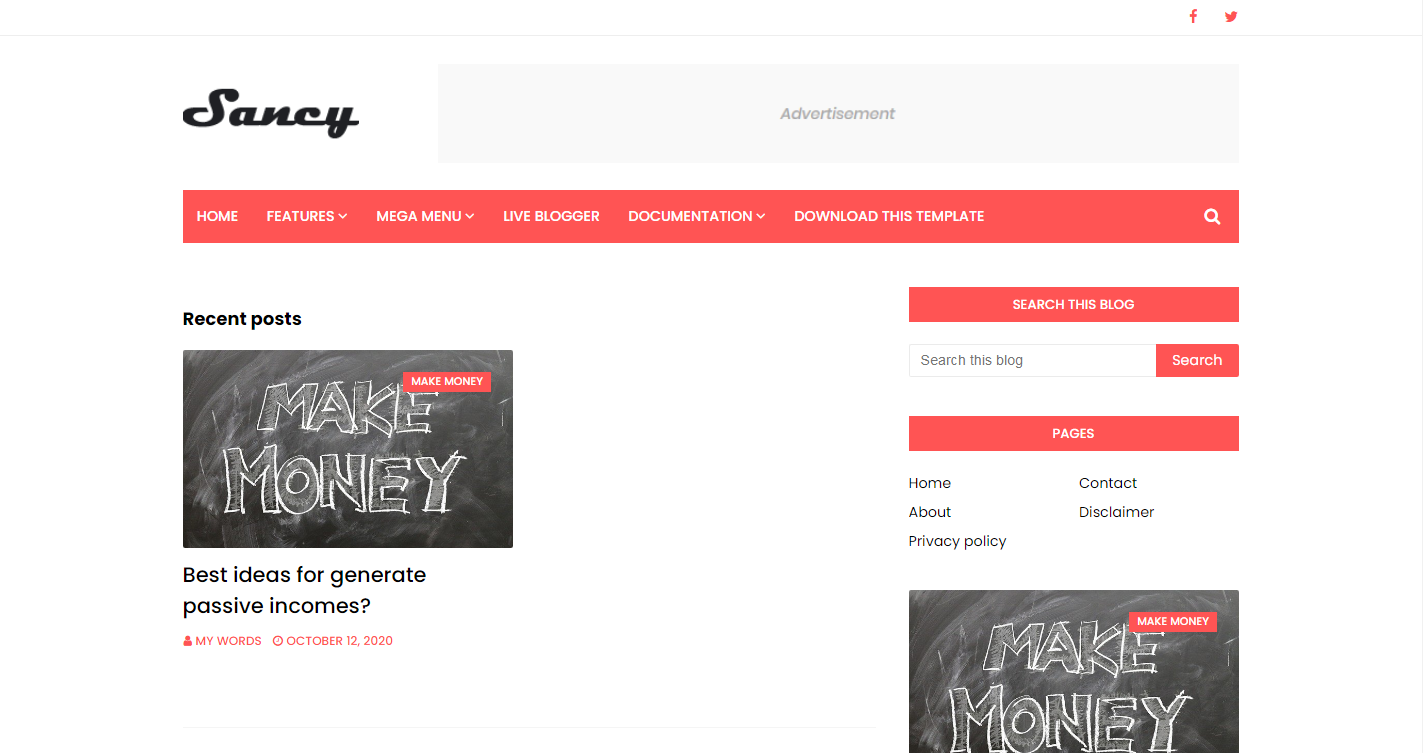 Sancy
Advertisement
HOME FEATURES MEGA MENU LIVE BLOGGER DOCUMENTATION DOWNLOAD THIS TEMPLATE
Recent posts
MAKE MONEY
MAKE
MONEY
Best ideas for generate
passive incomes?
MY WORDS OCTOBER 12, 2020
SEARCH THIS BLOG
Search this blog Search
PAGES
Home Contact
About Disclaimer
Privacy policy
MAKE MONEY
MAKE
MONEY